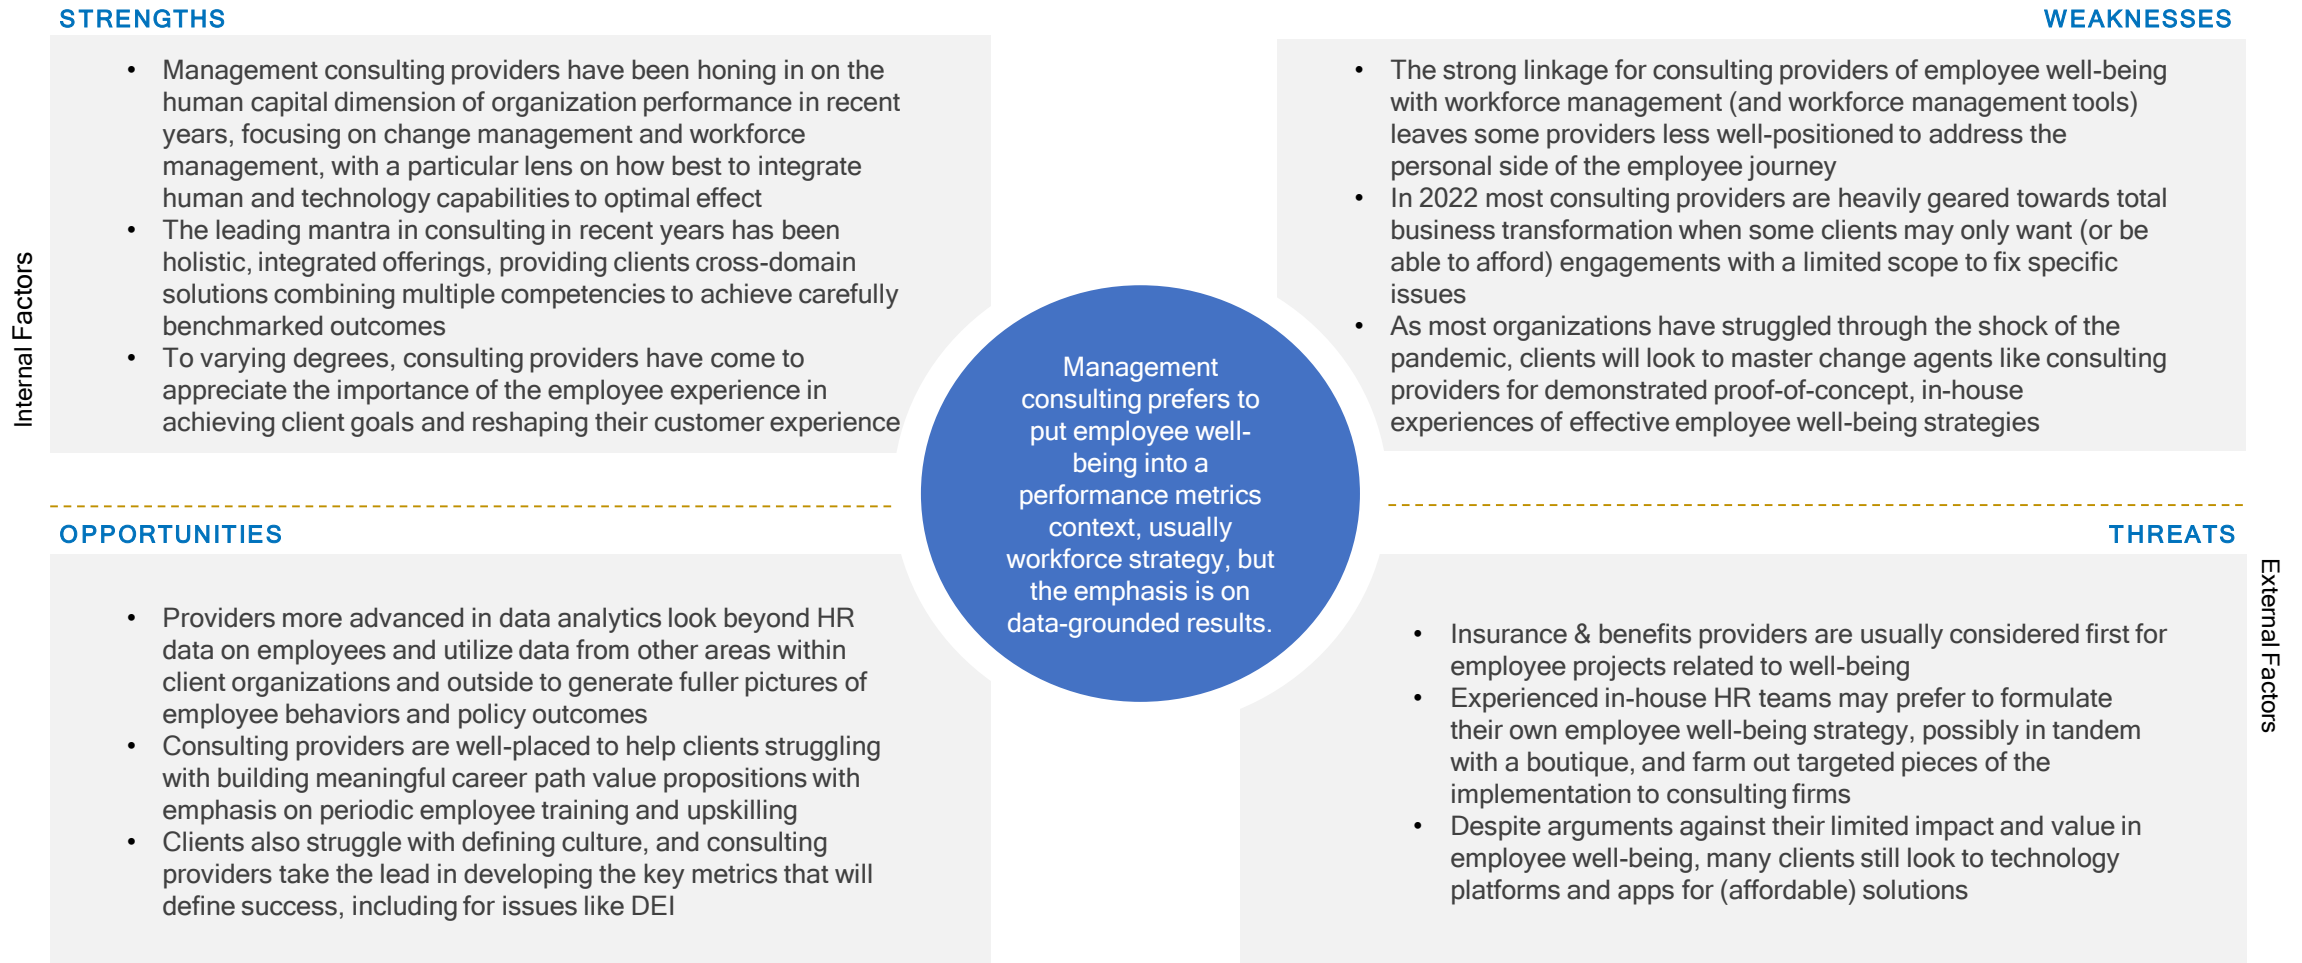 STRENGTHS
• Management consulting providers have been honing in on the
human capital dimension of organization performance in recent
years, focusing on change management and workforce
management, with a particular lens on how best to integrate
human and technology capabilities to optimal effect
• The leading mantra in consulting in recent years has been
holistic, integrated offerings, providing clients cross-domain
solutions combining multiple competencies to achieve carefully
benchmarked outcomes
• To varying degrees, consulting providers have come to
appreciate the importance of the employee experience in
achieving client goals and reshaping their customer experience
WEAKNESSES
• The strong linkage for consulting providers of employee well-being
with workforce management (and workforce management tools)
leaves some providers less well-positioned to address the
personal side of the employee journey
• In 2022 most consulting providers are heavily geared towards total
business transformation when some clients may only want (or be
able to afford) engagements with a limited scope to fix specific
issues
• As most organizations have struggled through the shock of the
pandemic, clients will look to master change agents like consulting
providers for demonstrated proof-of-concept, in-house
experiences of effective employee well-being strategies
Internal Factors
Management
consulting prefers to
put employee well-
being into a
performance metrics
context, usually
workforce strategy, but
the emphasis is on
data-grounded results.
OPPORTUNITIES
• Providers more advanced in data analytics look beyond HR
data on employees and utilize data from other areas within
client organizations and outside to generate fuller pictures of
employee behaviors and policy outcomes
• Consulting providers are well-placed to help clients struggling
with building meaningful career path value propositions with
emphasis on periodic employee training and upskilling
• Clients also struggle with defining culture, and consulting
providers take the lead in developing the key metrics that will
define success, including for issues like DEI
THREATS
• Insurance & benefits providers are usually considered first for
employee projects related to well-being
• Experienced in-house HR teams may prefer to formulate
their own employee well-being strategy, possibly in tandem
with a boutique, and farm out targeted pieces of the
implementation to consulting firms
• Despite arguments against their limited impact and value in
employee well-being, many clients still look to technology
platforms and apps for (affordable) solutions
External Factors